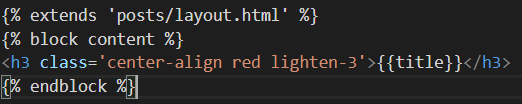 {% extends 'posts/layout.html' %}
{% block content %}
<h3 class='center-align red lighten-3'>{{title}}</h3>
{% endblock %}